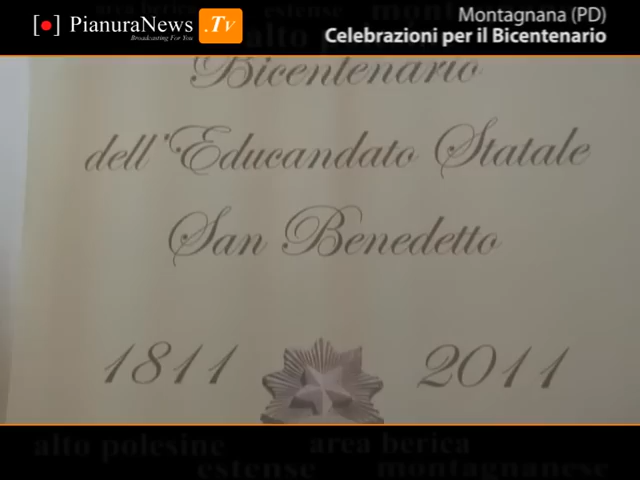 PianuraNews .Tv
Broadcasting For You
Montagnana (PD)
Celebrazioni per il Bicentenario
Bicentenario
dell'Educandato Statale
San Benedetto
1811 2011
alto polesine area berica
estense montagnanese